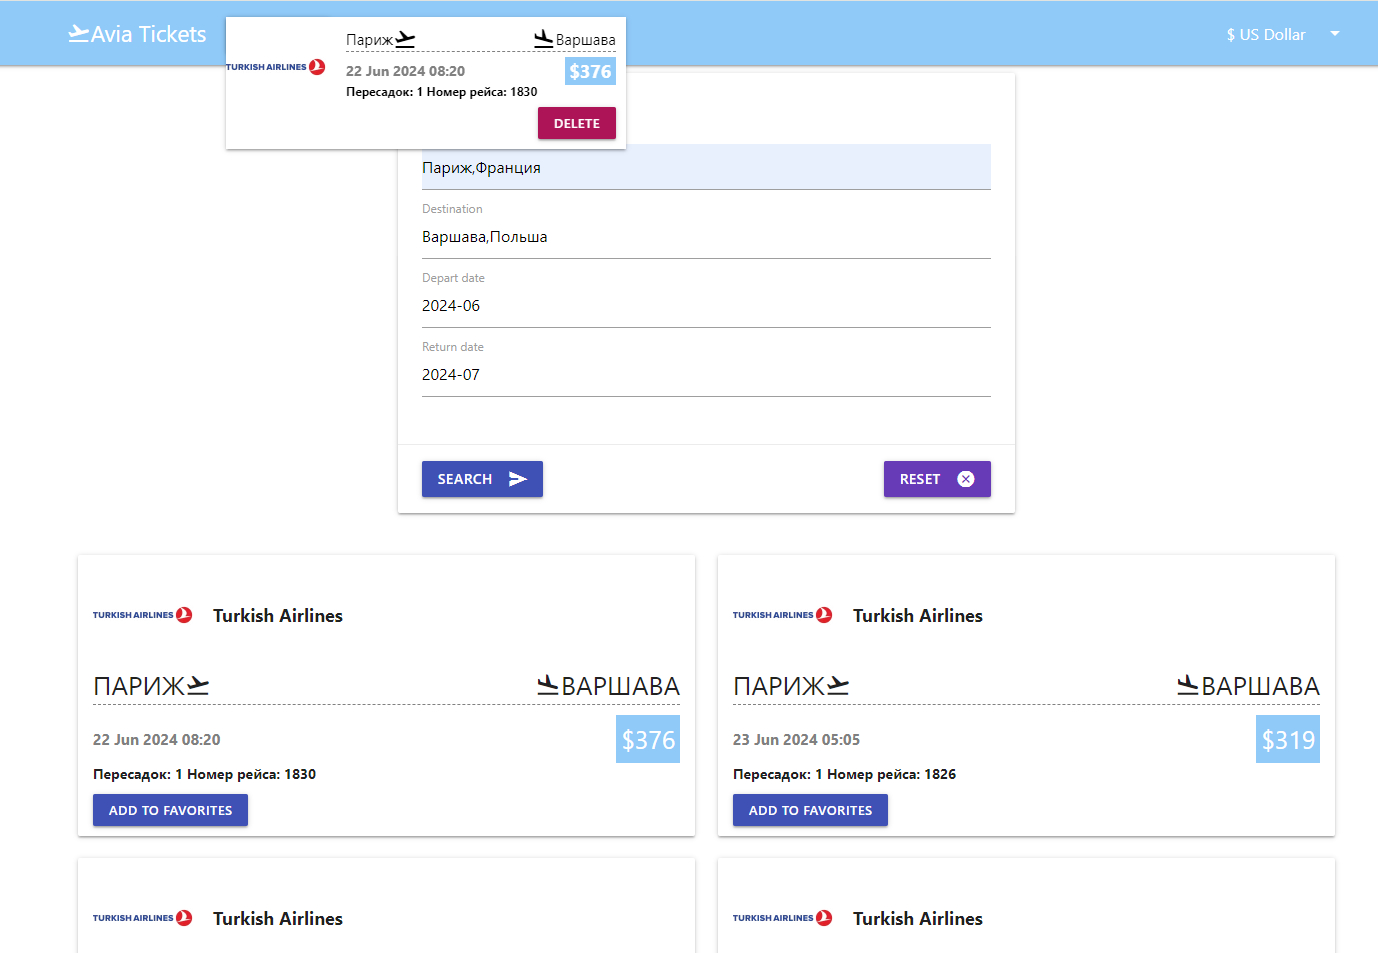 Avia Tickets
$ US Dollar
Париж
Варшава
TURKISH AIRLINES
22 Jun 2024 08:20
$376
Пересадок: 1 Номер рейса: 1830
DELETE
Париж,Франция
Destination
Варшава,Польша
Depart date
2024-06
Return date
2024-07
SEARCH
RESET
TURKISH AIRLINES
Turkish Airlines
ПАРИЖ
ВАРШАВА
22 Jun 2024 08:20
$376
Пересадок: 1 Номер рейса: 1830
ADD TO FAVORITES
TURKISH AIRLINES
Turkish Airlines
ПАРИЖ
ВАРШАВА
23 Jun 2024 05:05
$319
Пересадок: 1 Номер рейса: 1826
ADD TO FAVORITES
TURKISH AIRLINES
Turkish Airlines
TURKISH AIRLINES
Turkish Airlines